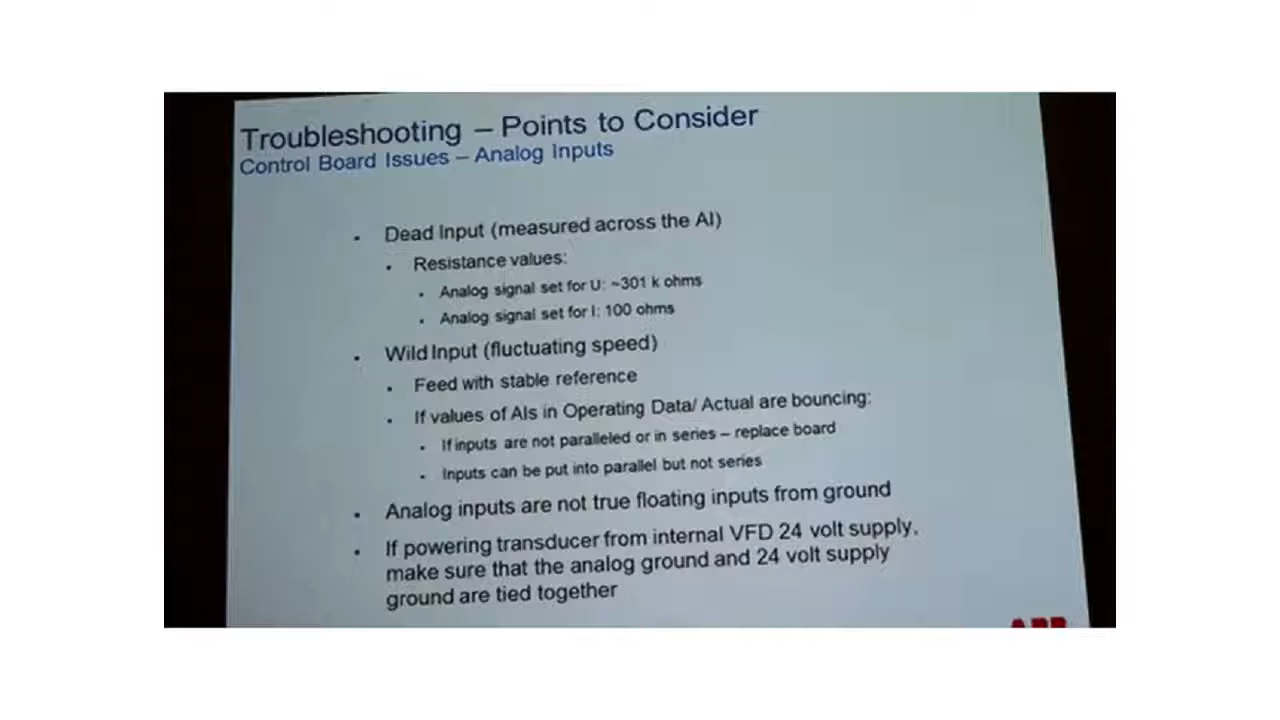 Troubleshooting – Points to Consider
Control Board Issues – Analog Inputs
• Dead Input (measured across the AI)
• Resistance values:
• Analog signal set for U: ~301 k ohms
• Analog signal set for I: 100 ohms
• Wild Input (fluctuating speed)
• Feed with stable reference
• If values of AIs in Operating Data/ Actual are bouncing:
• If inputs are not paralleled or in series – replace board
• Inputs can be put into parallel but not series
• Analog inputs are not true floating inputs from ground
• If powering transducer from internal VFD 24 volt supply,
make sure that the analog ground and 24 volt supply
ground are tied together